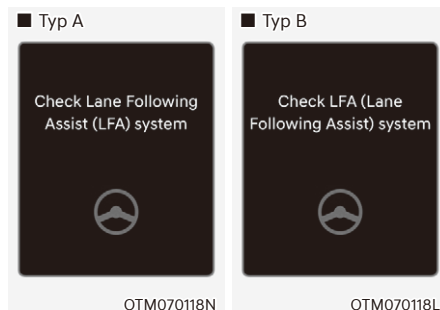 ■ Typ A
Check Lane Following
Assist (LFA) system
OTM070118N
■ Typ B
Check LFA (Lane
Following Assist) system
OTM070118L